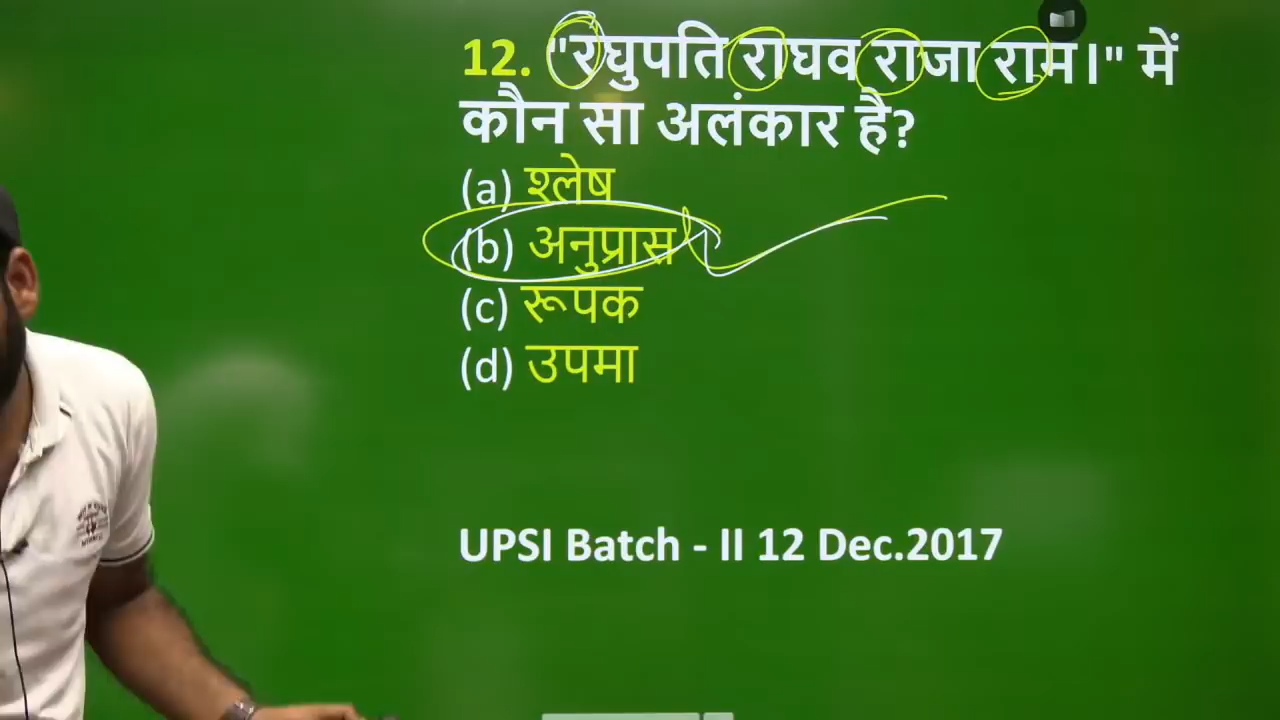 12. "रघुपति राघव राजा राम।" में
कौन सा अलंकार है?
(a) श्लेष
(b) अनुप्रास
(c) रूपक
(d) उपमा
UPSI Batch - II 12 Dec.2017